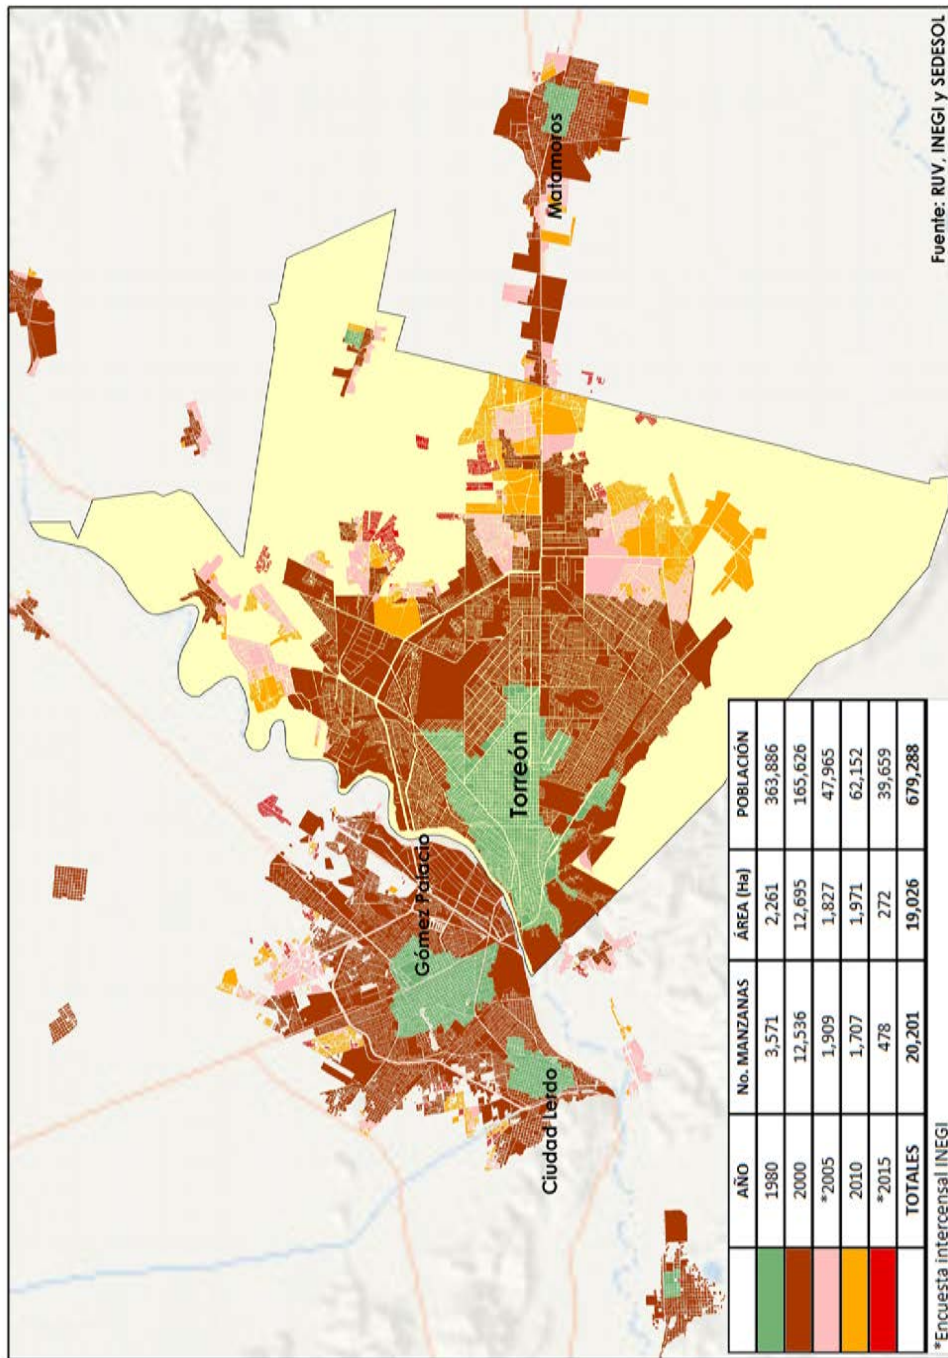 Matamoros
Torreón
Gómez Palacio
Ciudad Lerdo
AÑO No. MANZANAS ÁREA (Ha) POBLACIÓN
1980 3,571 2,261 363,886
2000 12,536 12,695 165,626
*2005 1,909 1,827 47,965
2010 1,707 1,971 62,152
*2015 478 272 39,659
TOTALES 20,201 19,026 679,288
*Encuesta intercensal INEGI
Fuente: RUV, INEGI y SEDESOL